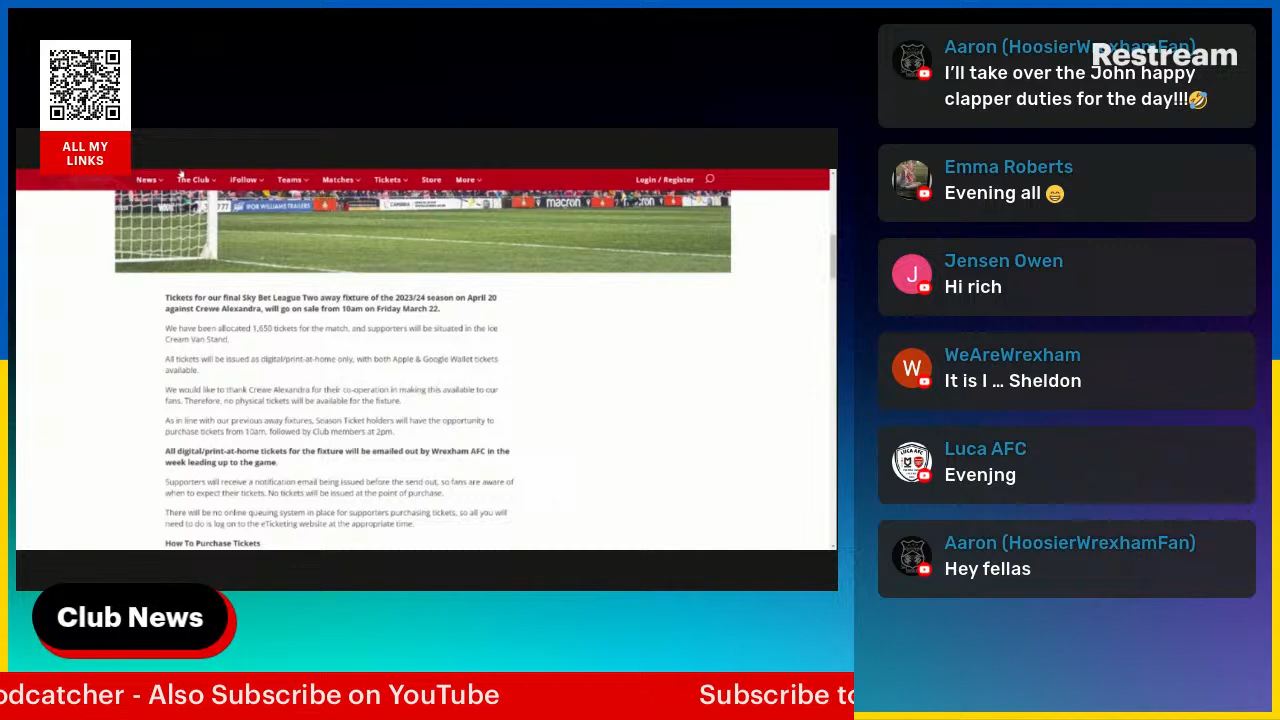 ALL MY
LINKS
News
The Club
iFollow
Teams
Matches
Tickets
Store
More
Login / Register
777
IFOR WILLIAMS TRAILERS
macron
Tickets for our final Sky Bet League Two away fixture of the 2023/24 season on April 20
against Crewe Alexandra, will go on sale from 10am on Friday March 22.
We have been allocated 1,650 tickets for the match, and supporters will be situated in the Ice
Cream Van Stand.
All tickets will be issued as digital/print-at-home only, with both Apple & Google Wallet tickets
available.
We would like to thank Crewe Alexandra for their co-operation in making this available to our
fans. Therefore, no physical tickets will be available for the fixture.
As in line with our previous away fixtures, Season Ticket holders will have the opportunity to
purchase tickets from 10am, followed by Club members at 2pm.
All digital/print-at-home tickets for the fixture will be emailed out by Wrexham AFC in the
week leading up to the game.
Supporters will receive a notification email being issued before the send out, so fans are aware of
when to expect their tickets. No tickets will be issued at the point of purchase.
There will be no online queuing system in place for supporters purchasing tickets, so all you will
need to do is log on to the eTicketing website at the appropriate time.
How To Purchase Tickets
Club News
odcatcher - Also Subscribe on YouTube
Subscribe to
Restream
Aaron (HoosierWrexhamFan)
I'll take over the John happy
clapper duties for the day!!!🤣
Emma Roberts
Evening all 😁
J
Jensen Owen
Hi rich
W
WeAreWrexham
It is I ... Sheldon
Luca AFC
Evenjng
Aaron (HoosierWrexhamFan)
Hey fellas